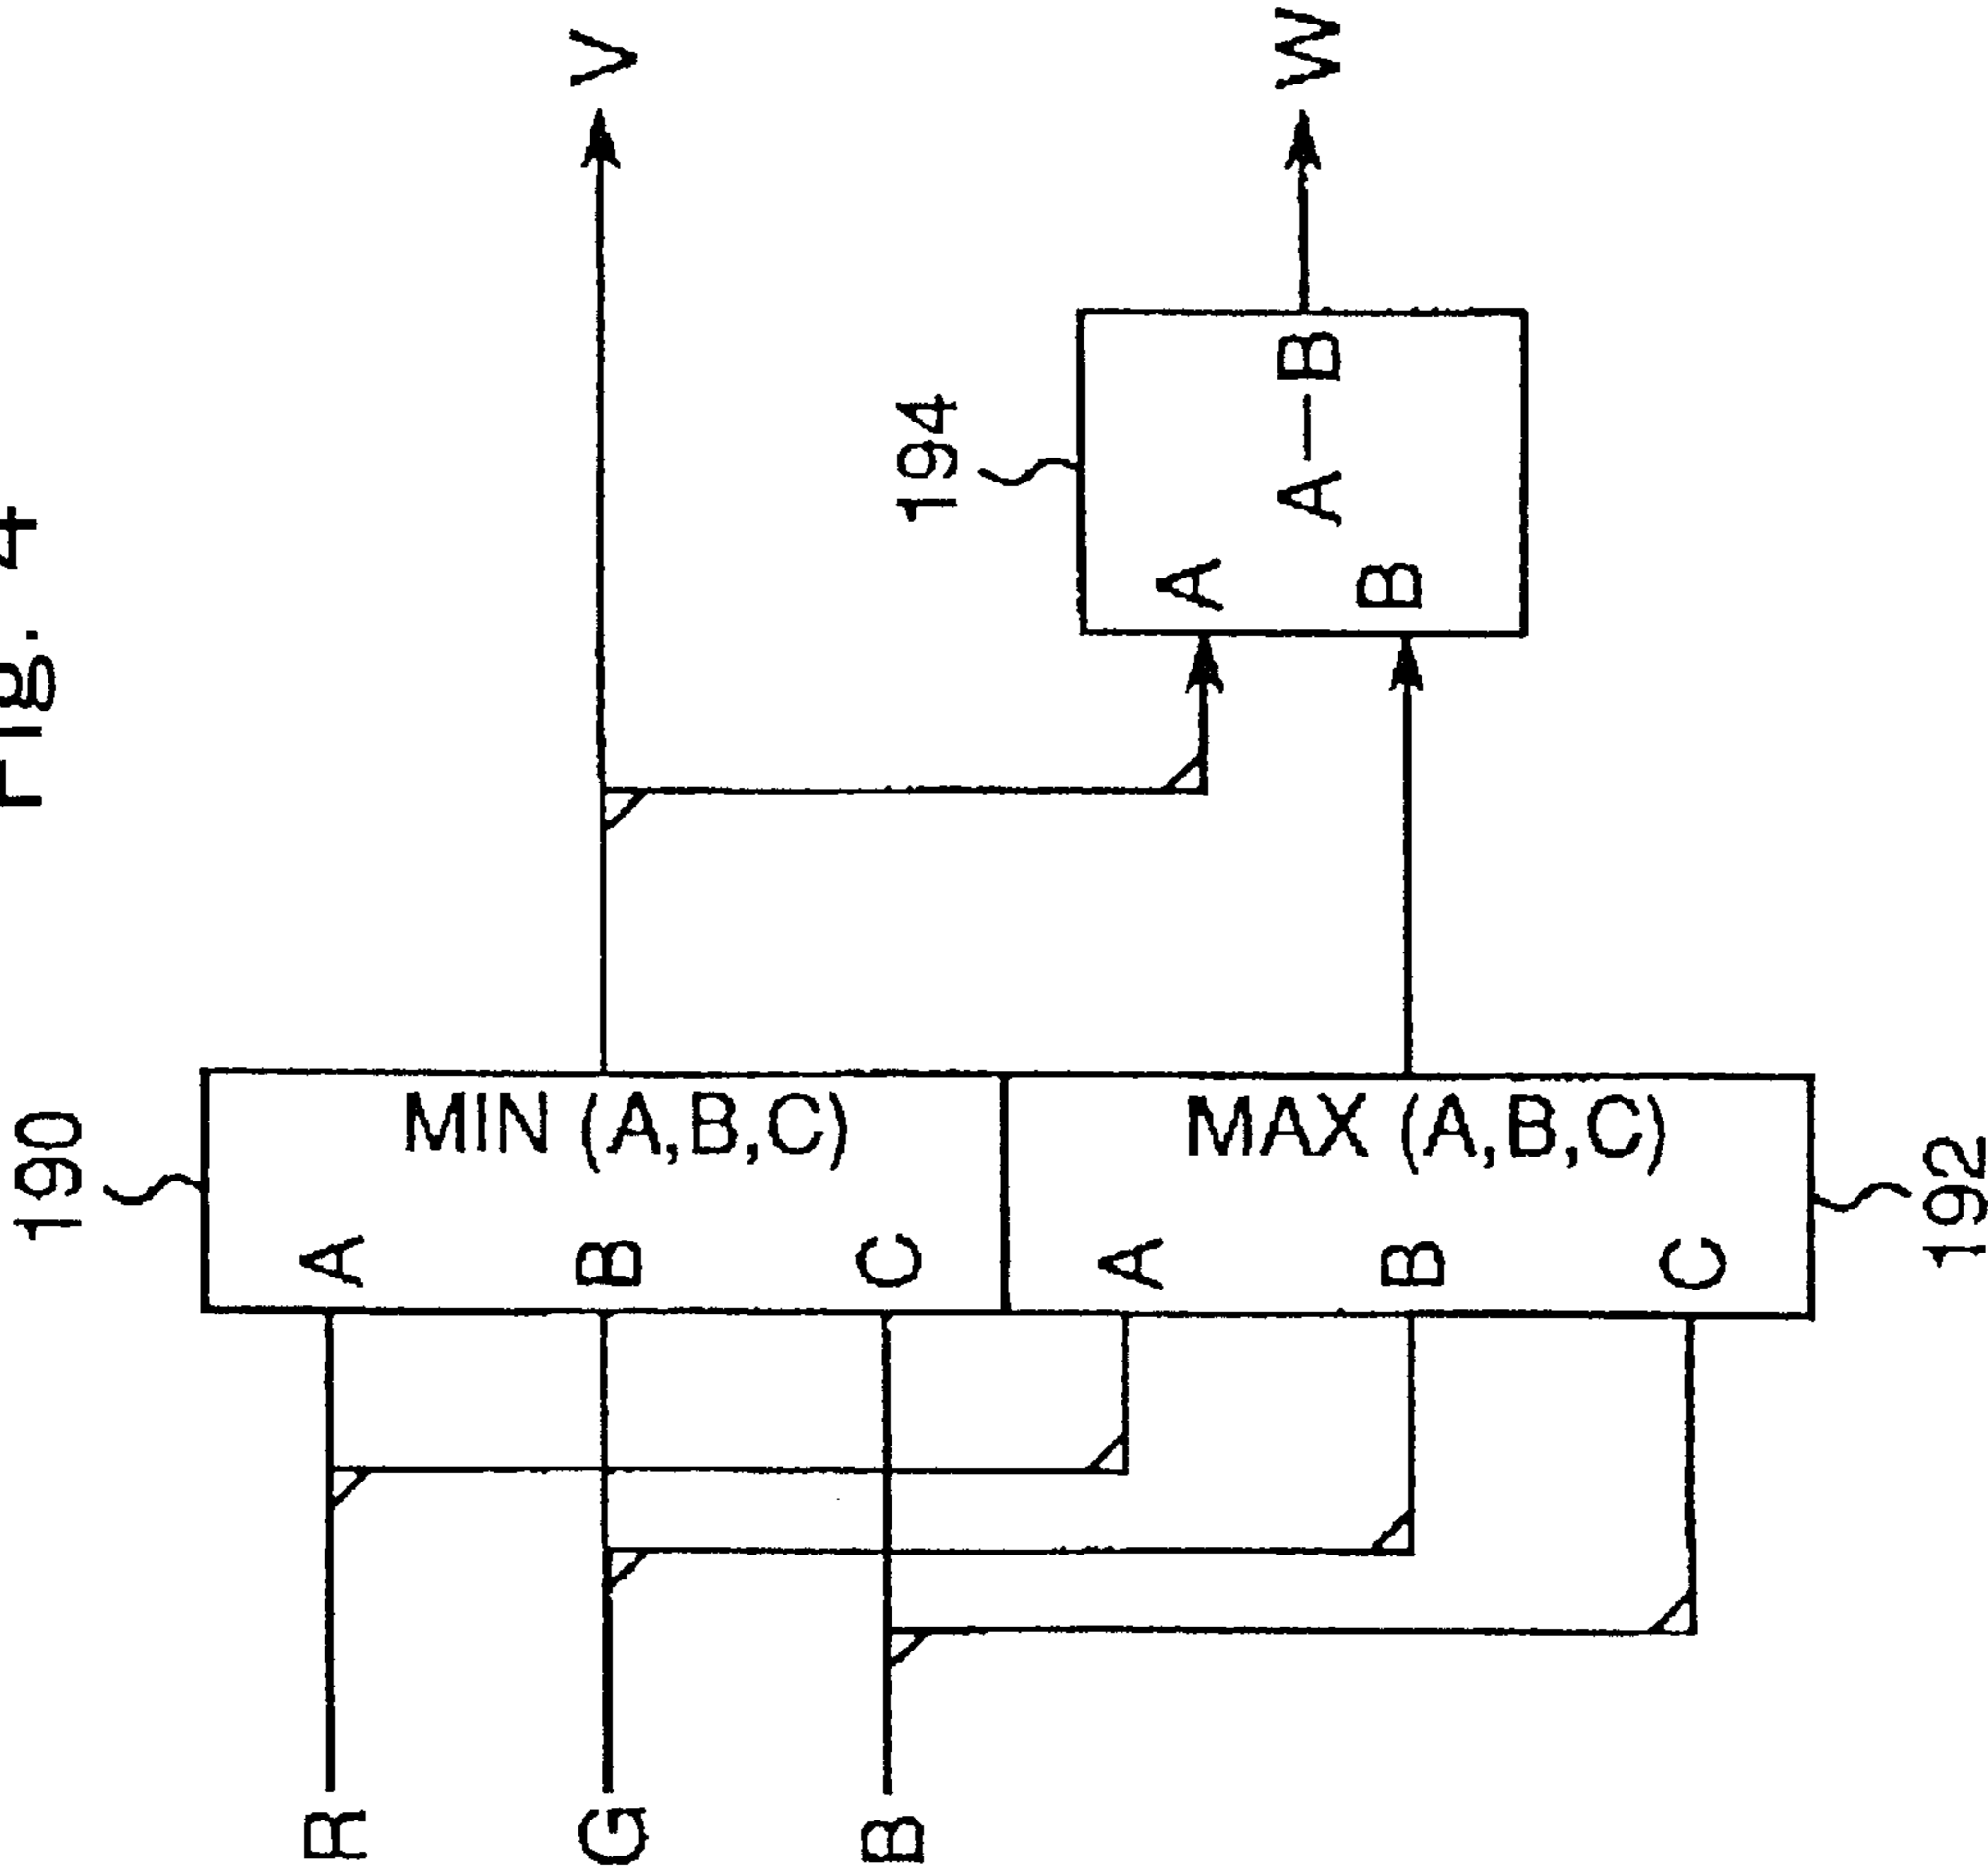 Fig. 4
190
MIN (A,B,C)
A
B
C
MAX (A,B,C)
A
B
C
192
R
G
B
194
A
B
A—B
V
W